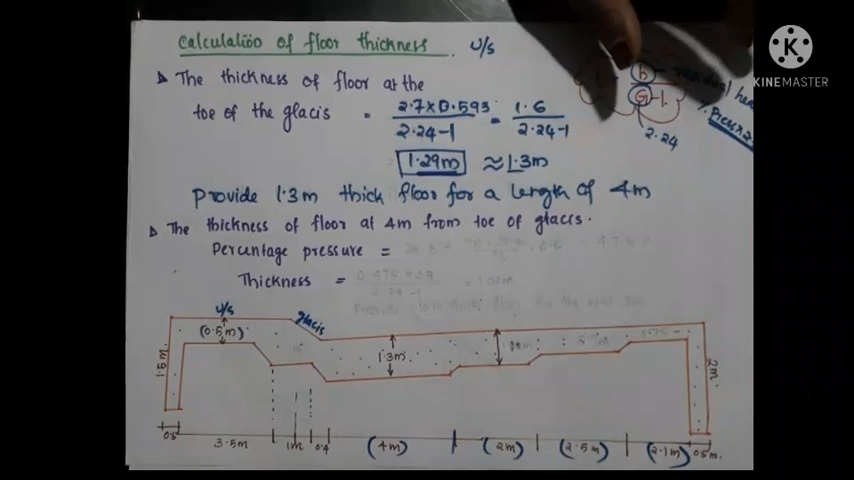 Calculation of floor thickness. U/s
K
KINEMASTER
▷ The thickness of floor at the
toe of the glacis = 2.7×0.593 / 2.24-1 = 1.6 / 2.24-1
h
G-1.
2.24
1.29m ≈ 1.3m
Provide 1.3m thick floor for a length of 4m
▷ The thickness of floor at 4m from toe of glacis.
Percentage pressure =
Thickness =
2.24-1
U/s glacis
(0.5m)
1.3m
1.5m
2m
0.5 3.5m 1m 0.4 (4m) (2m) (2.5m) (2.1m) 0.5m.